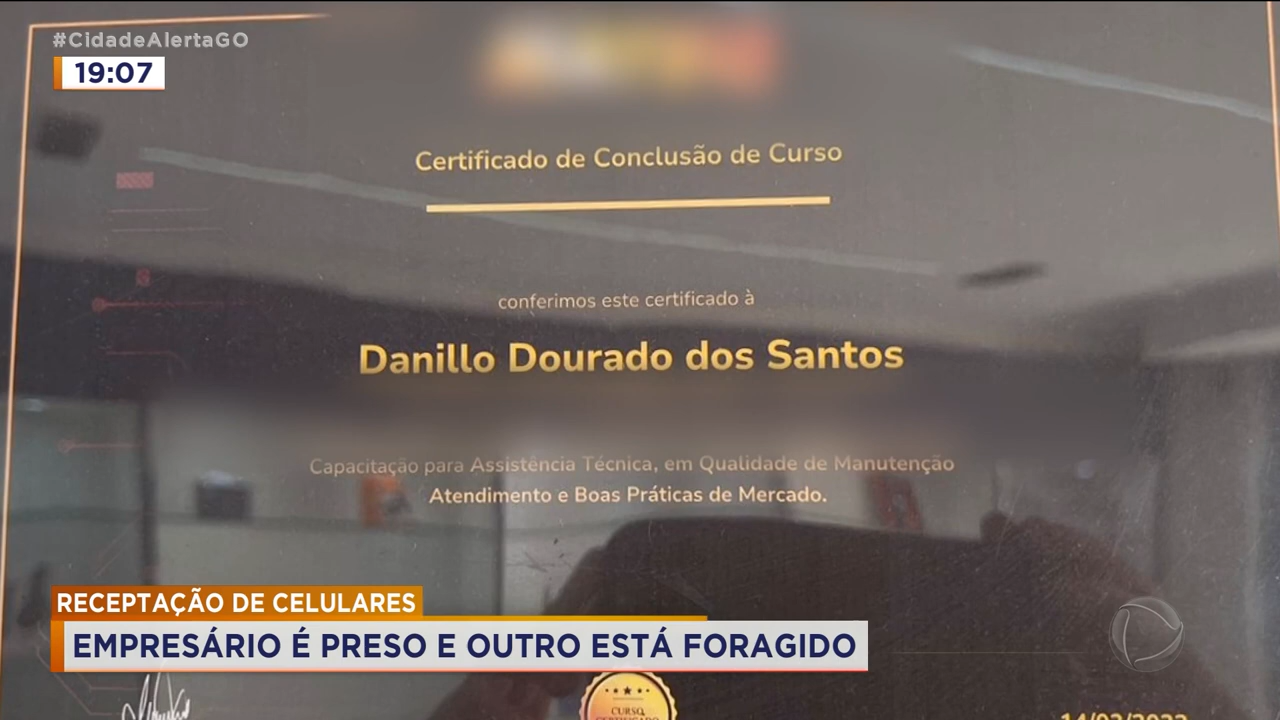 #CidadeAlertaGO
19:07
Certificado de Conclusão de Curso
conferimos este certificado à
Danillo Dourado dos Santos
Capacitação para Assistência Técnica, em Qualidade de Manutenção
Atendimento e Boas Práticas de Mercado.
RECEPTAÇÃO DE CELULARES
EMPRESÁRIO É PRESO E OUTRO ESTÁ FORAGIDO
CURSO